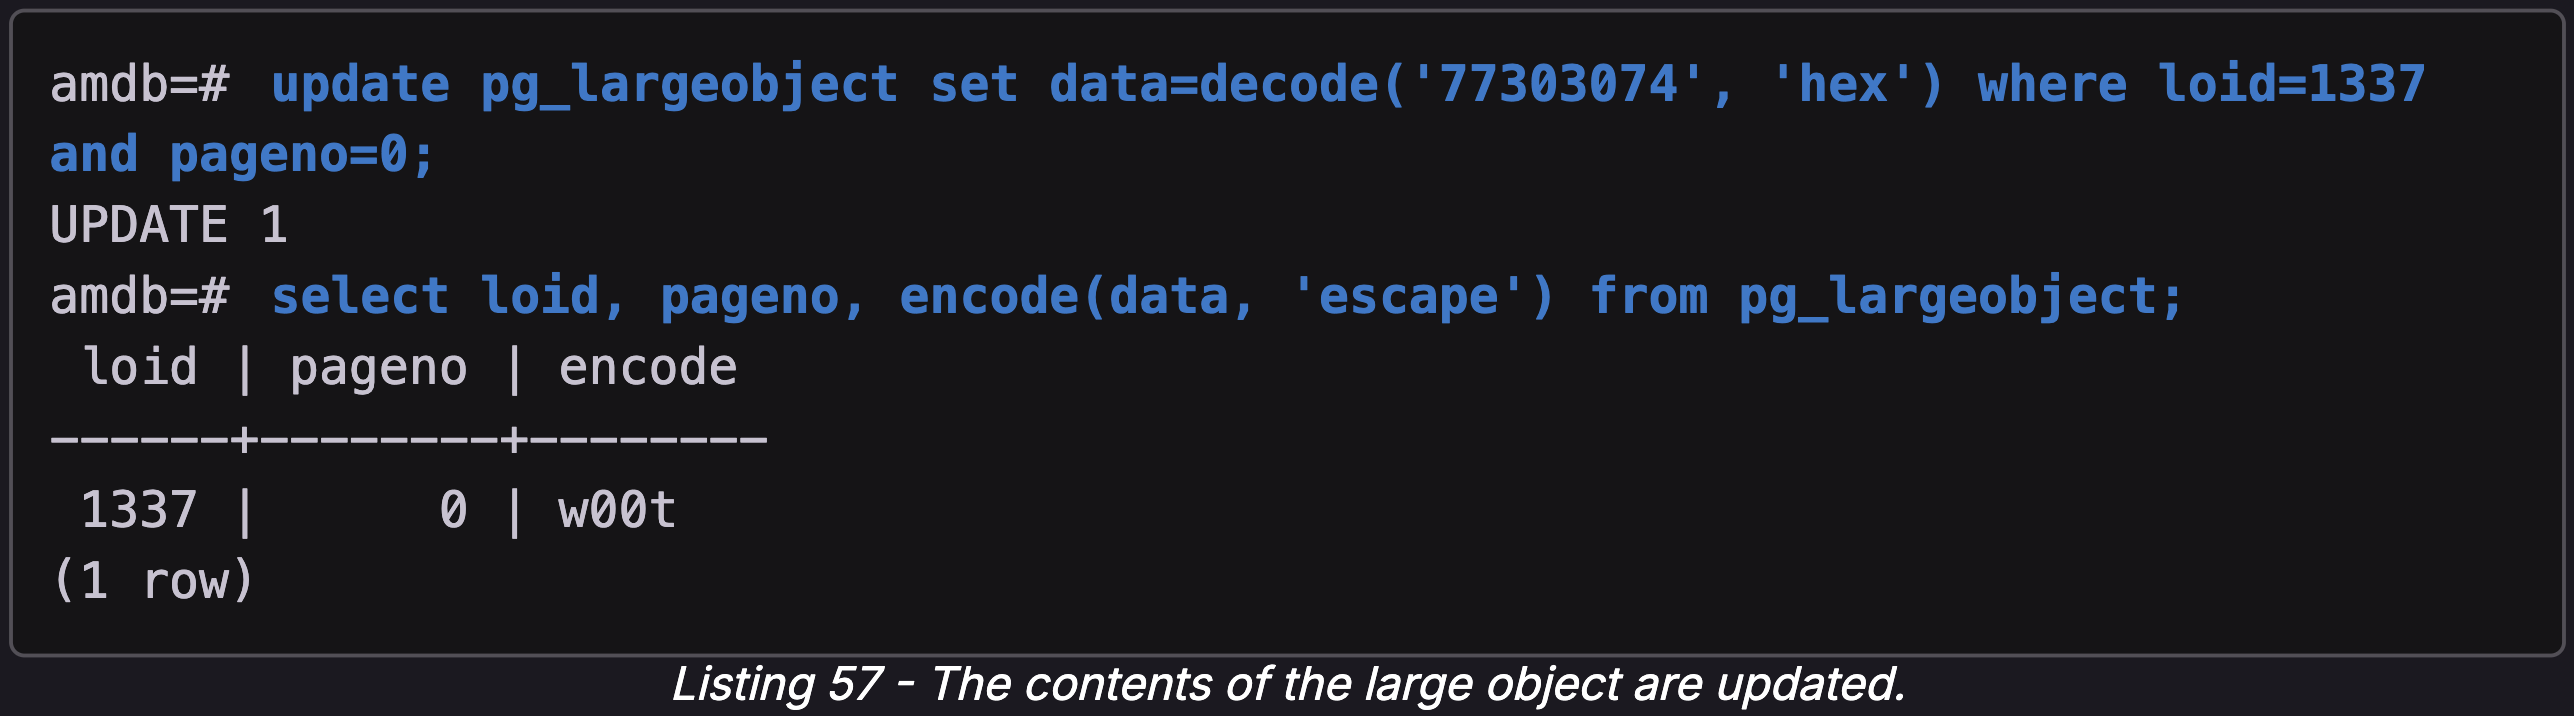 amdb=# update pg_largeobject set data=decode('77303074', 'hex') where loid=1337
and pageno=0;
UPDATE 1
amdb=# select loid, pageno, encode(data, 'escape') from pg_largeobject;
 loid | pageno | encode
------+--------+--------
 1337 |      0 | w00t
(1 row)
Listing 57 - The contents of the large object are updated.